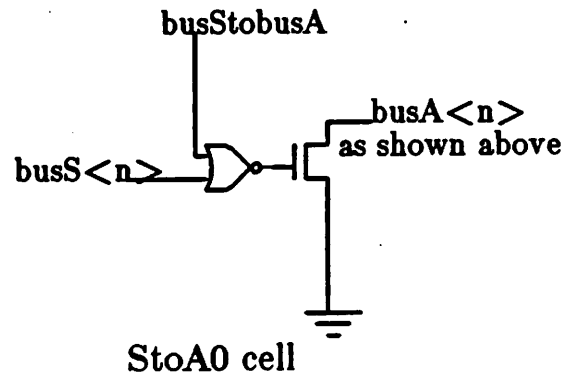 busStobusA
busA<n>
as shown above
busS<n>
StoA0 cell